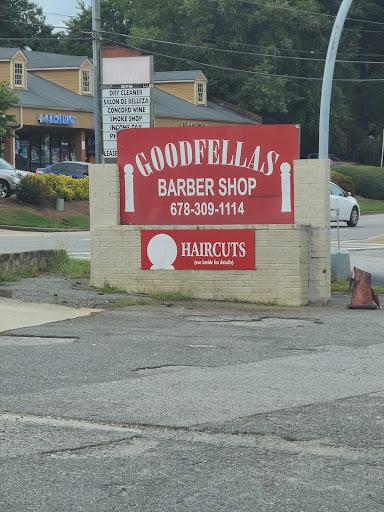 DRY CLEANER
SALON DE BELLEZA
CONCORD WINE
SMOKE SHOP
INCOME TAX
GOODFELLAS
BARBER SHOP
678-309-1114
HAIRCUTS
(see inside for details)